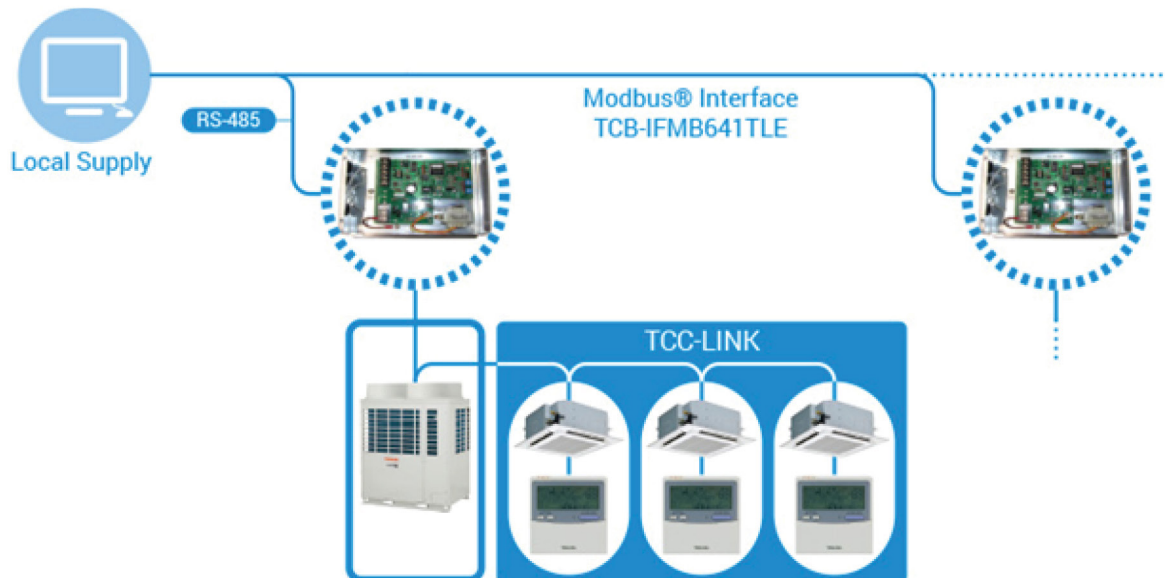 RS-485
Modbus® Interface
TCB-IFMB641TLE
Local Supply
TCC-LINK